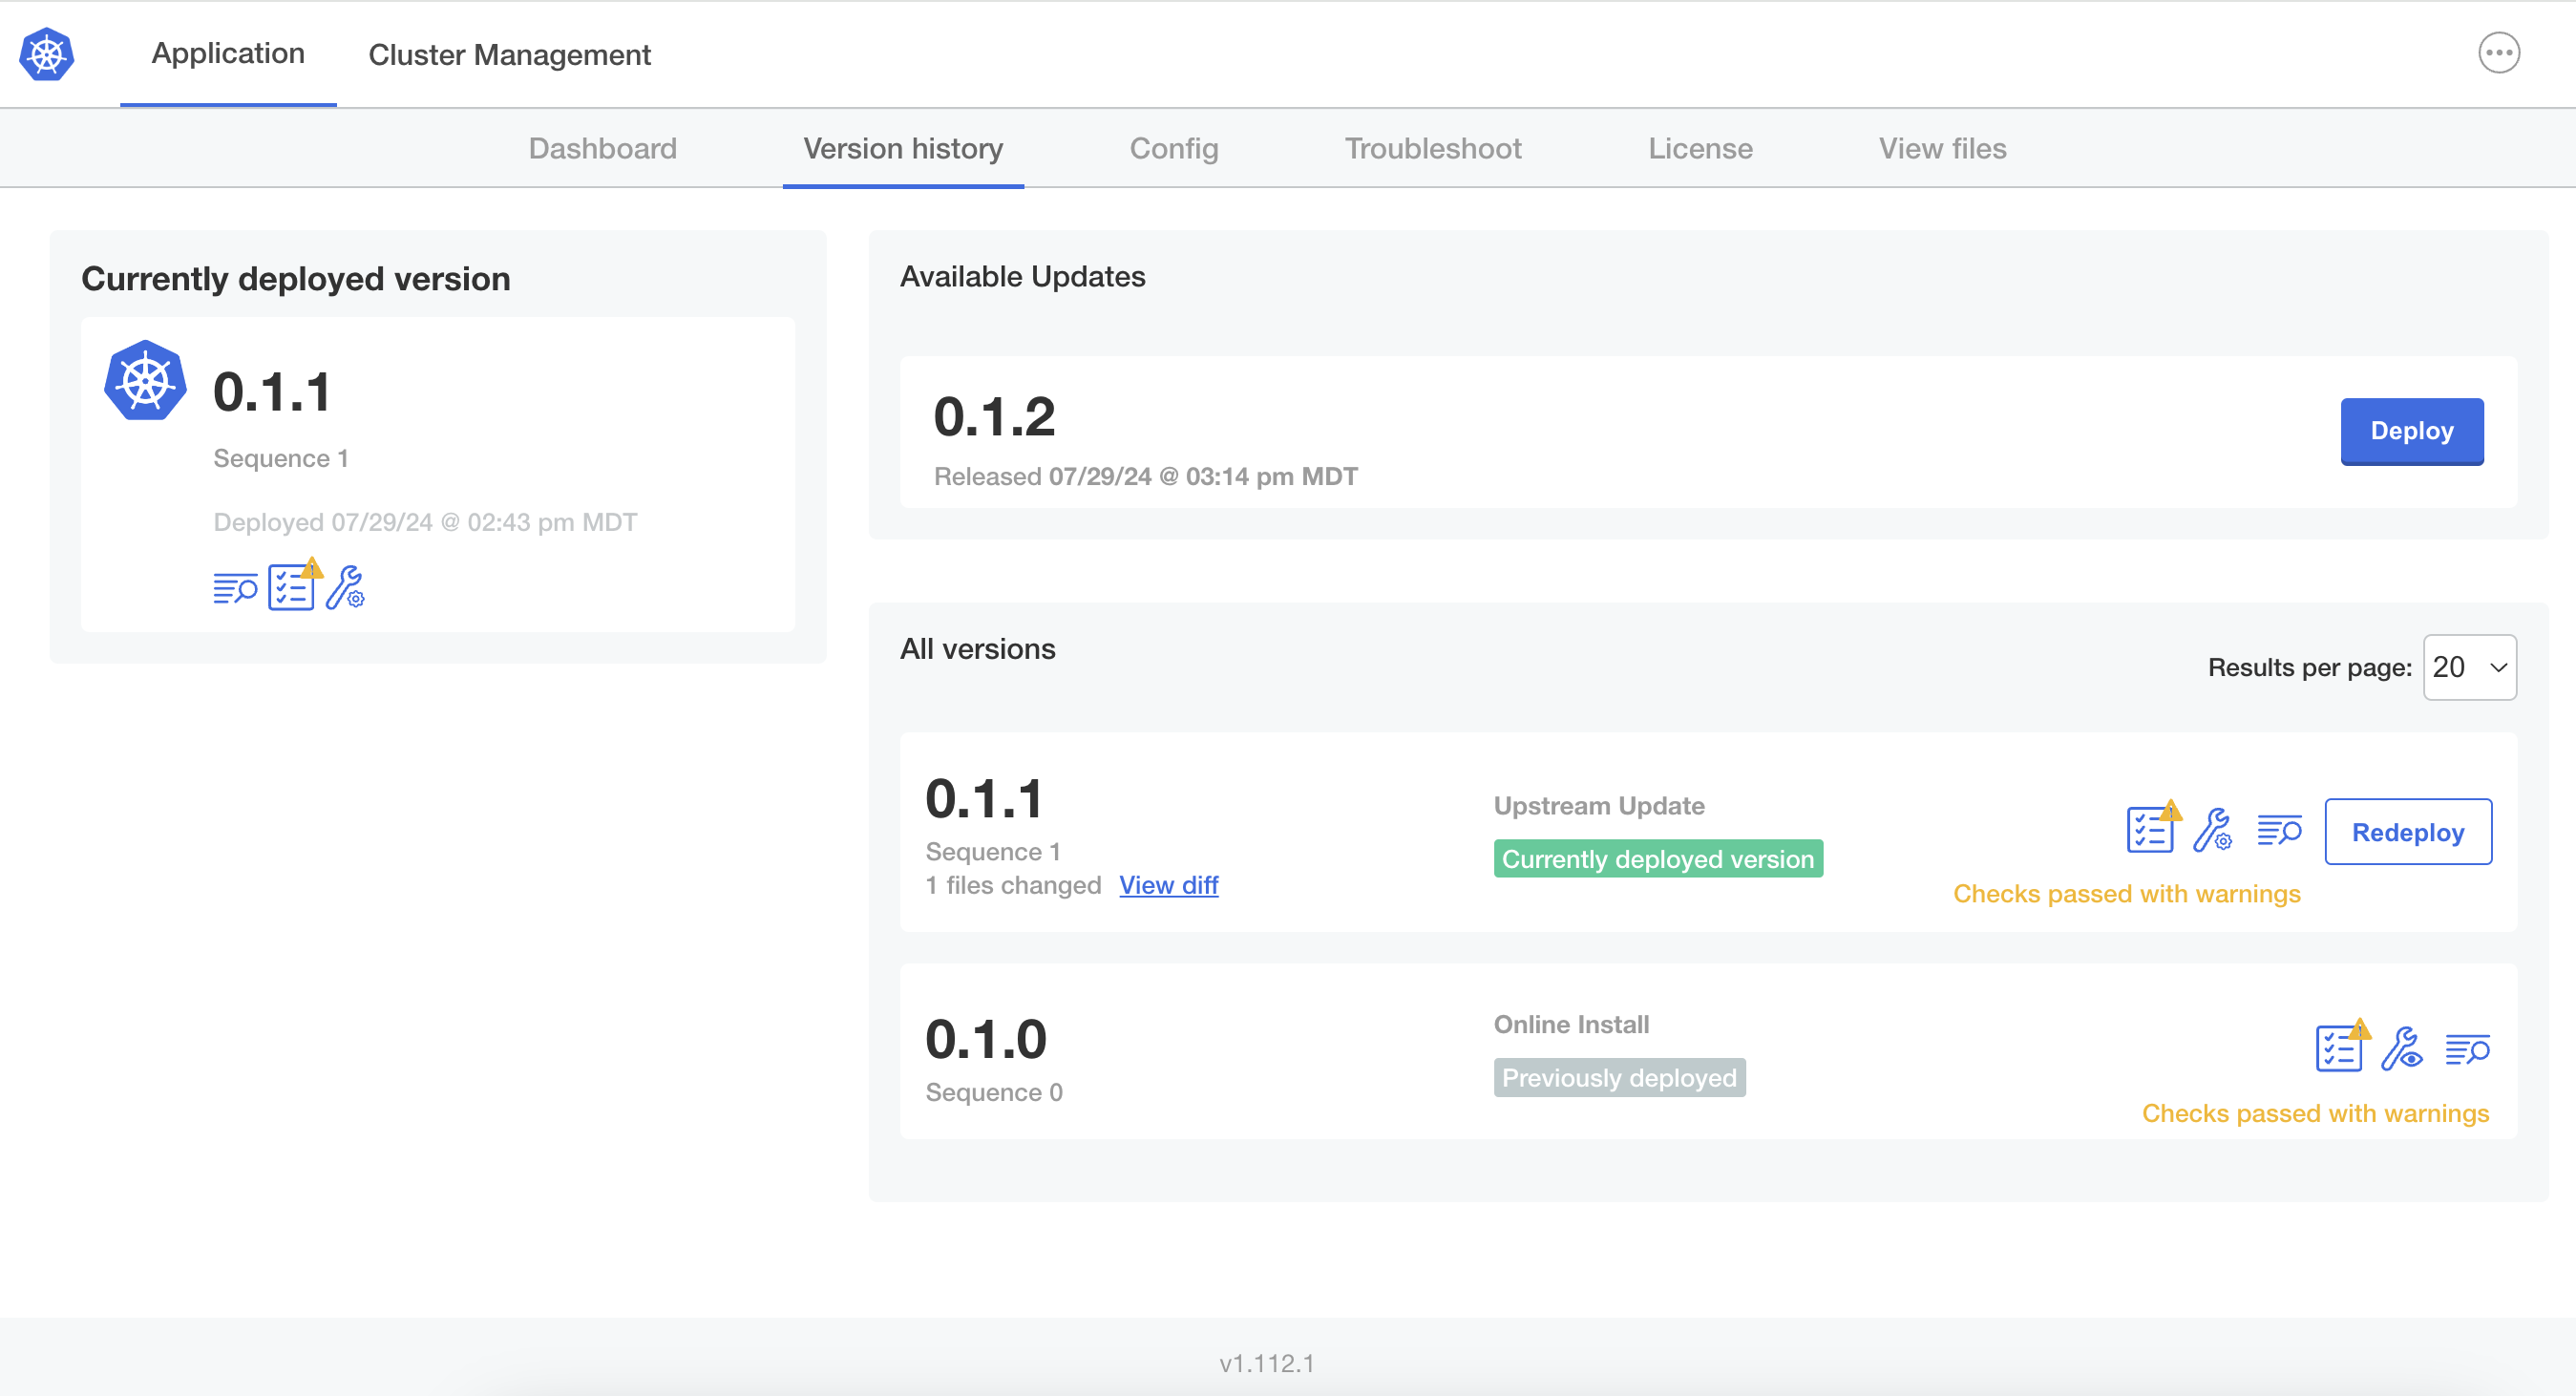 Application
Cluster Management
Dashboard
Version history
Config
Troubleshoot
License
View files
Currently deployed version
0.1.1
Sequence 1
Deployed 07/29/24 @ 02:43 pm MDT
Available Updates
0.1.2
Released 07/29/24 @ 03:14 pm MDT
Deploy
All versions
Results per page: 20
0.1.1
Sequence 1
1 files changed View diff
Upstream Update
Currently deployed version
Redeploy
Checks passed with warnings
0.1.0
Sequence 0
Online Install
Previously deployed
Checks passed with warnings
v1.112.1